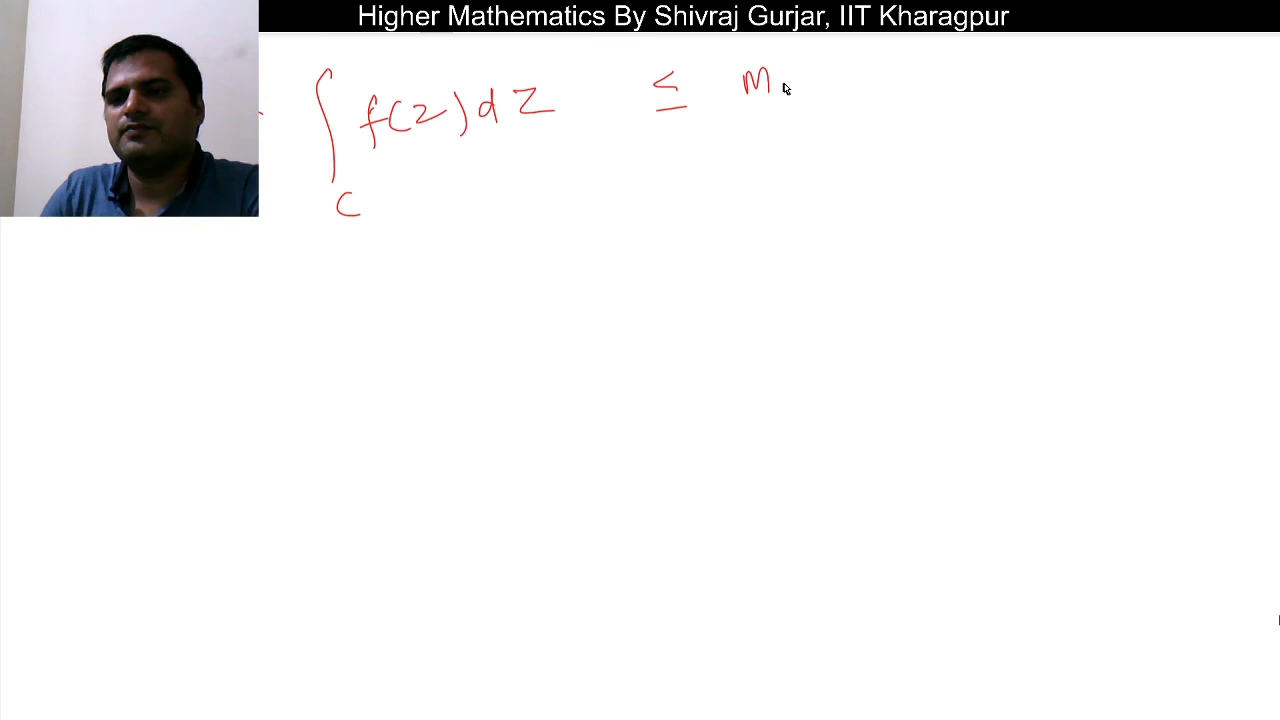 Higher Mathematics By Shivraj Gurjar, IIT Kharagpur
∫ f(z)dz ≤ M
C